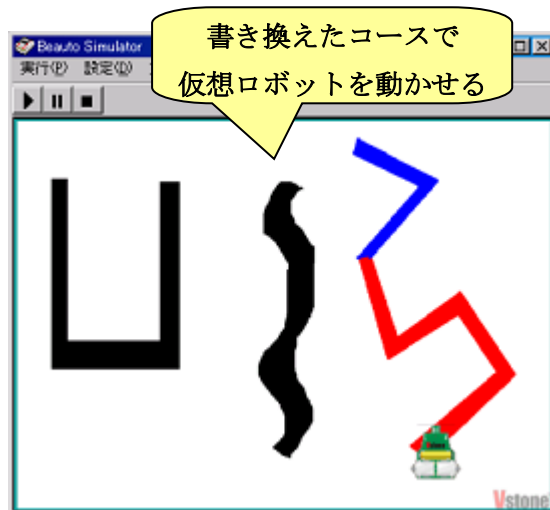 書き換えたコースで
仮想ロボットを動かせる
Beauto Simulator
実行(P) 設定(D)
Vstone